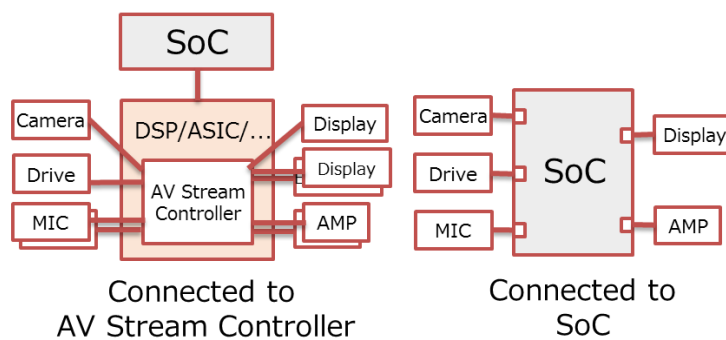 SoC
DSP/ASIC/...
Camera
Drive
MIC
AV Stream
Controller
Display
Display
AMP
Connected to
AV Stream Controller
Camera
Drive
MIC
SoC
Display
AMP
Connected to
SoC